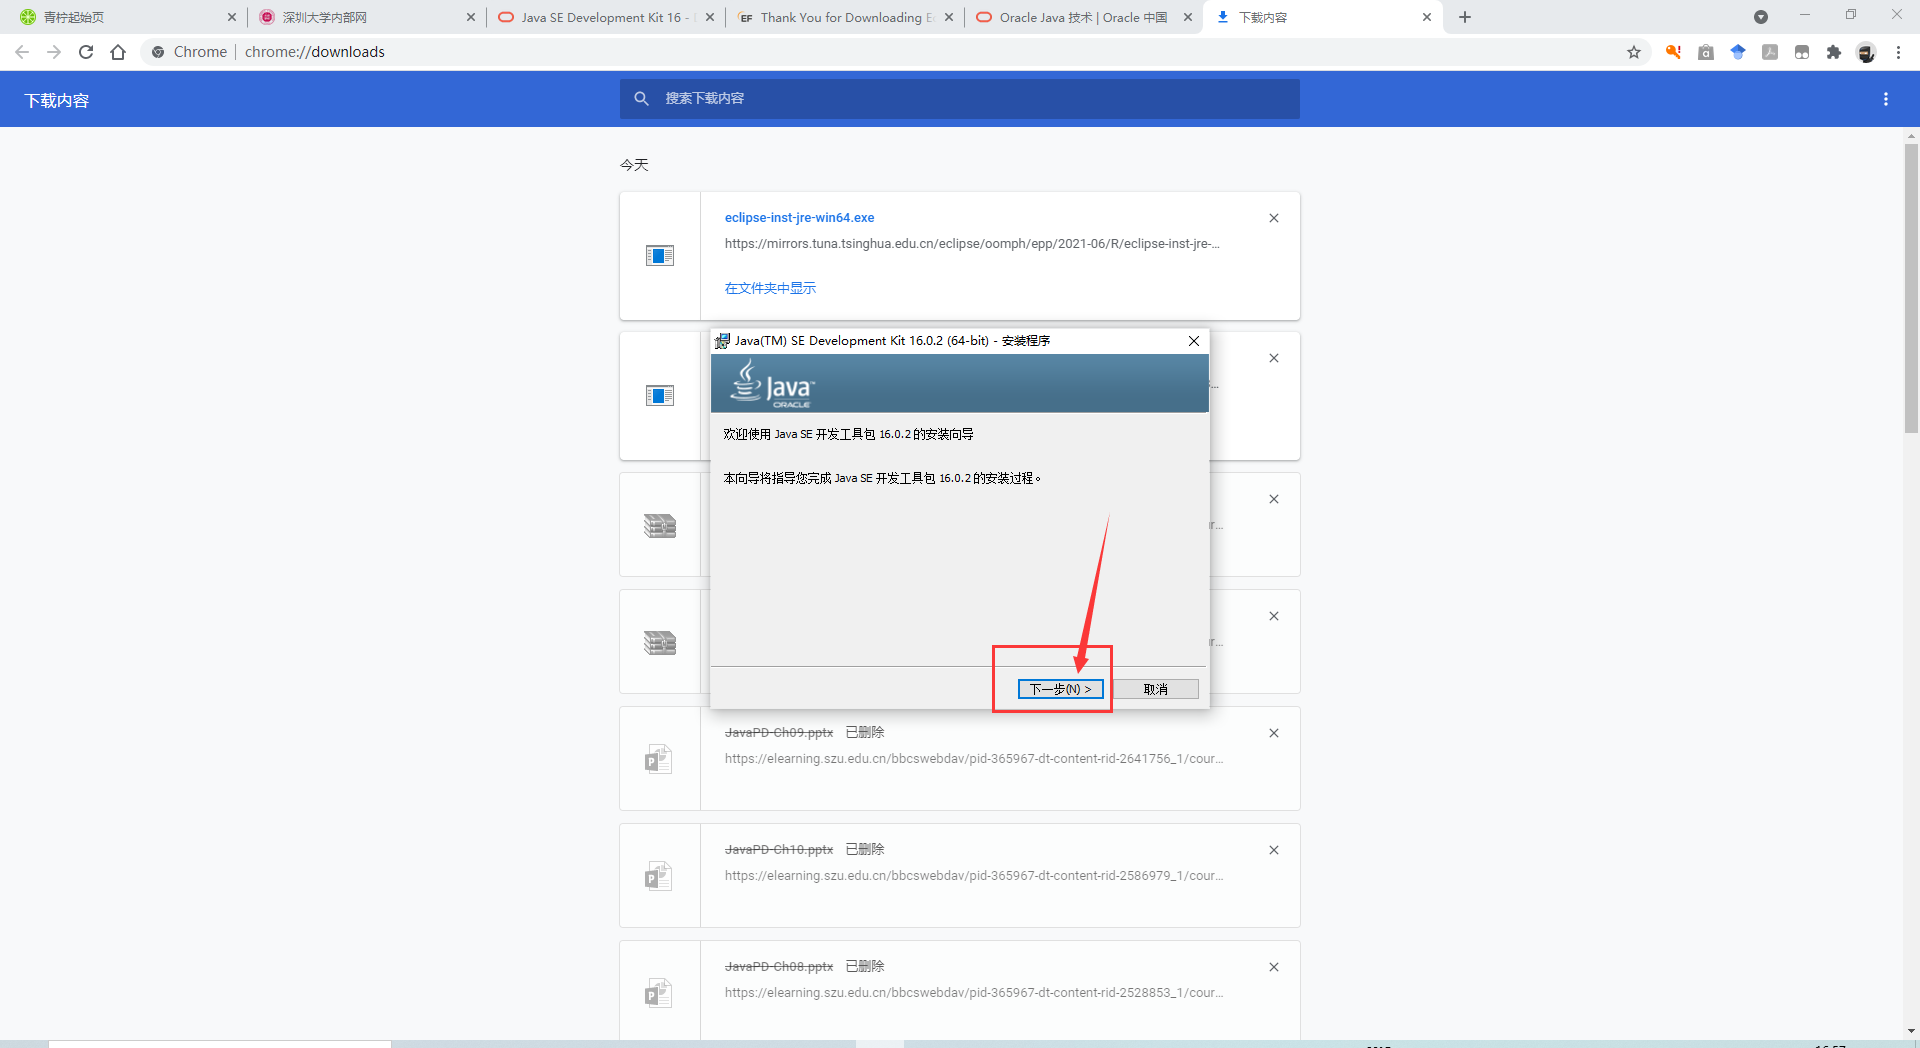 青柠起始页
深圳大学内部网
Java SE Development Kit 16 -
EF Thank You for Downloading E
Oracle Java 技术 | Oracle 中国
下载内容
Chrome | chrome://downloads
下载内容
搜索下载内容
今天
eclipse-inst-jre-win64.exe
https://mirrors.tuna.tsinghua.edu.cn/eclipse/oomph/epp/2021-06/R/eclipse-inst-jre-...
在文件夹中显示
Java(TM) SE Development Kit 16.0.2 (64-bit) - 安装程序
Java™
ORACLE
欢迎使用 Java SE 开发工具包 16.0.2 的安装向导
本向导将指导您完成 Java SE 开发工具包 16.0.2 的安装过程。
下一步(N) >
取消
JavaPD-Ch09.pptx 已删除
https://elearning.szu.edu.cn/bbcswebdav/pid-365967-dt-content-rid-2641756_1/cour...
JavaPD-Ch10.pptx 已删除
https://elearning.szu.edu.cn/bbcswebdav/pid-365967-dt-content-rid-2586979_1/cour...
JavaPD-Ch08.pptx 已删除
https://elearning.szu.edu.cn/bbcswebdav/pid-365967-dt-content-rid-2528853_1/cour...